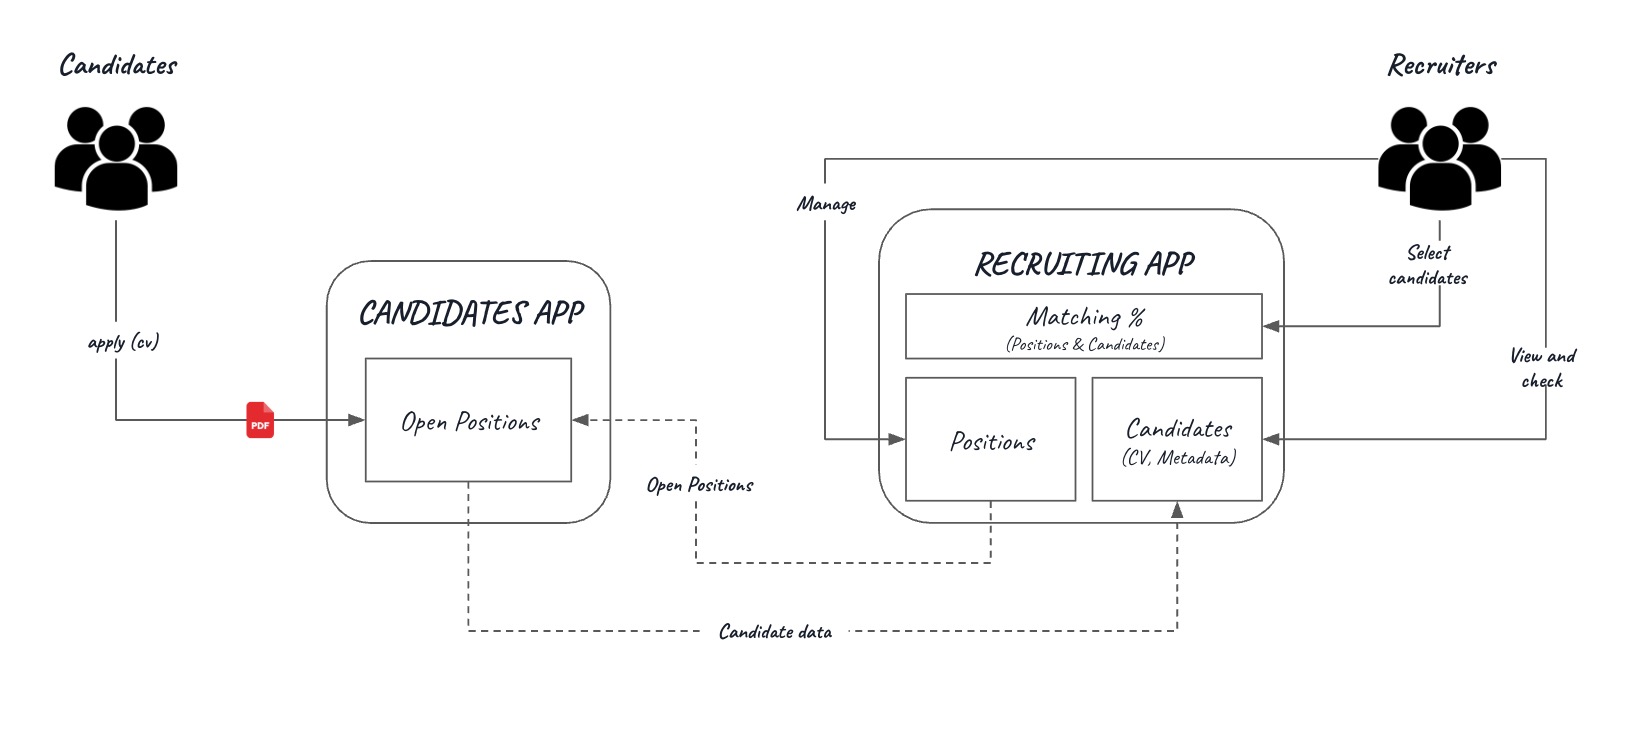 Candidates
Recruiters
Manage
Select
candidates
RECRUITING APP
CANDIDATES APP
Matching %
(Positions & Candidates)
apply (cv)
View and
check
PDF
Open Positions
Positions
Candidates
(CV, Metadata)
Open Positions
Candidate data